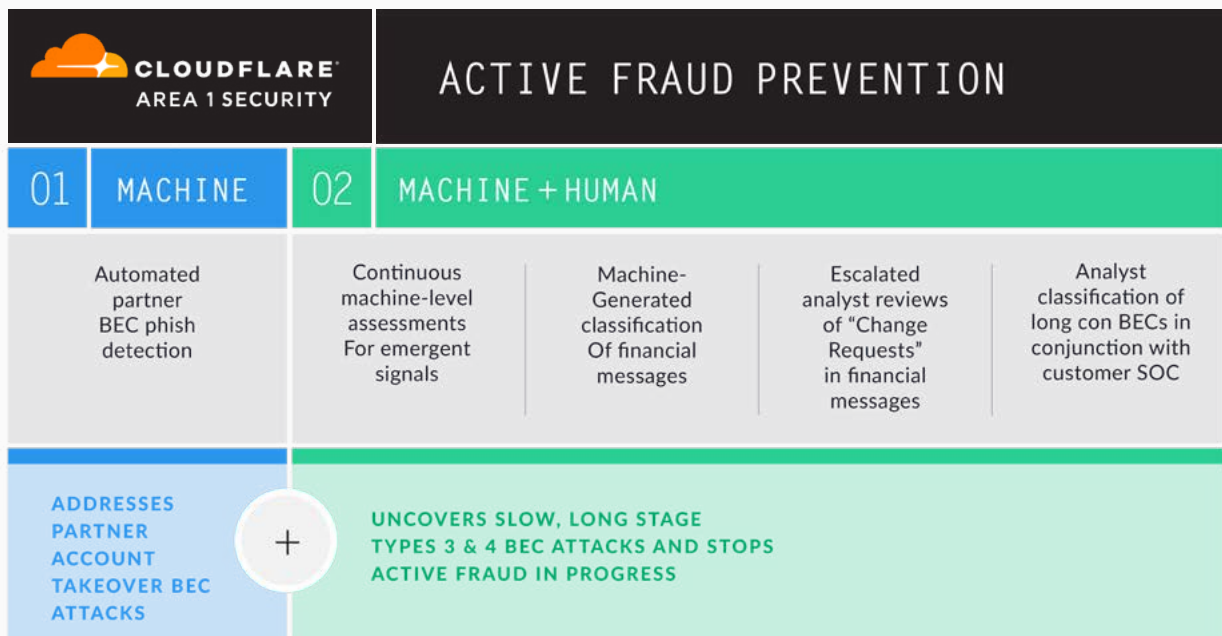 CLOUDFLARE
AREA 1 SECURITY
ACTIVE FRAUD PREVENTION
01
MACHINE
02
MACHINE + HUMAN
Automated
partner
BEC phish
detection
Continuous
machine-level
assessments
For emergent
signals
Machine-
Generated
classification
Of financial
messages
Escalated
analyst reviews
of “Change
Requests”
in financial
messages
Analyst
classification of
long con BECs in
conjunction with
customer SOC
ADDRESSES
PARTNER
ACCOUNT
TAKEOVER BEC
ATTACKS
+
UNCOVERS SLOW, LONG STAGE
TYPES 3 & 4 BEC ATTACKS AND STOPS
ACTIVE FRAUD IN PROGRESS